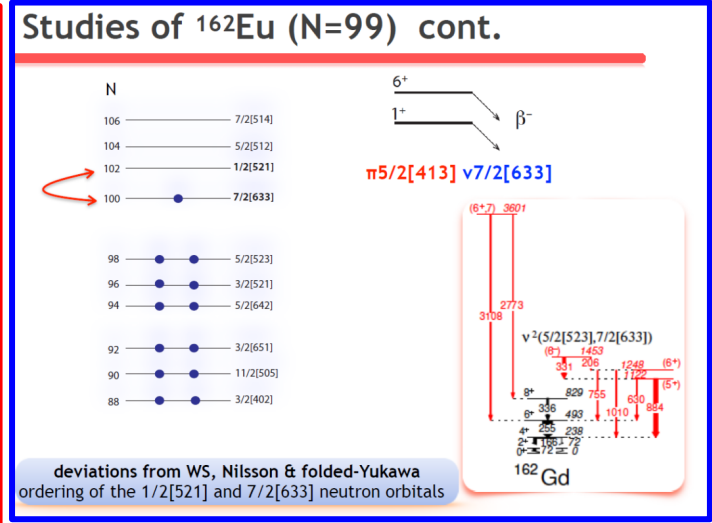 Studies of ¹⁶²Eu (N=99) cont.
N
106 7/2[514]
104 5/2[512]
102 1/2[521]
100 7/2[633]
98 5/2[523]
96 3/2[521]
94 5/2[642]
92 3/2[651]
90 11/2[505]
88 3/2[402]
6⁺
1⁺
β⁻
π5/2[413] ν7/2[633]
(6⁺,7) 3601
2773
3108
ν²(5/2[523],7/2[633])
(8⁻) 1453
331 206 1248 (6⁺)
1122 (5⁺)
8⁺ 829
755 630 884
336 1010
6⁺ 493
255
4⁺ 238
2⁺ 166 72
0⁺ 72 0
¹⁶²Gd
deviations from WS, Nilsson & folded-Yukawa
ordering of the 1/2[521] and 7/2[633] neutron orbitals